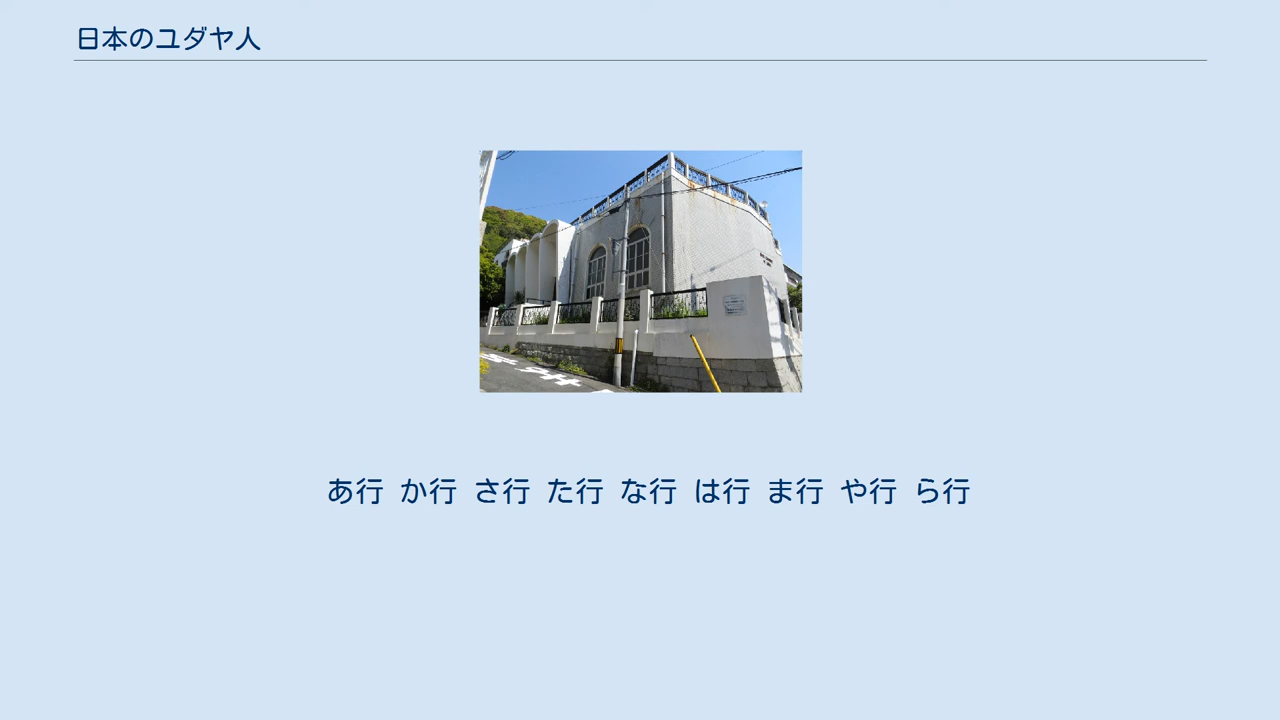 日本のユダヤ人
あ行 か行 さ行 た行 な行 は行 ま行 や行 ら行